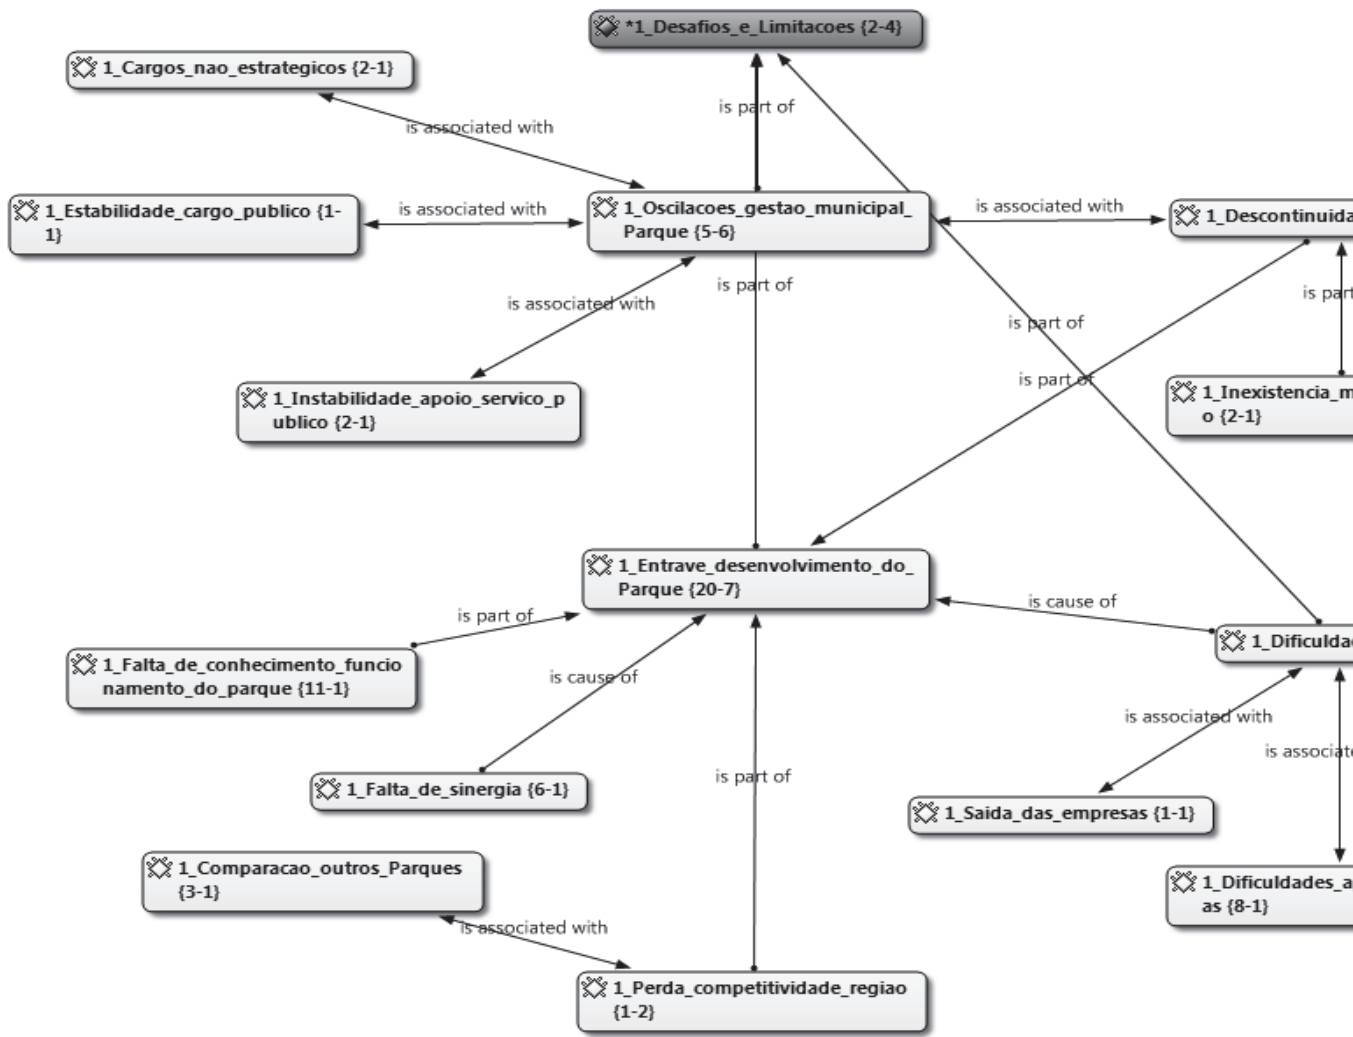 *1_Desafios_e_Limitacoes {2-4}
1_Cargos_nao_estrategicos {2-1}
is part of
is associated with
1_Estabilidade_cargo_publico {1-
1}
is associated with
1_Oscilacoes_gestao_municipal_
Parque {5-6}
is associated with
1_Descontinuida
is part of
is associated with
is part
is part of
is part of
1_Instabilidade_apoio_servico_p
ublico {2-1}
1_Inexistencia_m
o {2-1}
1_Entrave_desenvolvimento_do_
Parque {20-7}
is part of
is cause of
1_Falta_de_conhecimento_funcio
namento_do_parque {11-1}
1_Dificulda
is cause of
is associated with
is associate
is part of
1_Falta_de_sinergia {6-1}
1_Saida_das_empresas {1-1}
1_Comparacao_outros_Parques
{3-1}
1_Dificuldades_a
as {8-1}
is associated with
1_Perda_competitividade_regiao
{1-2}